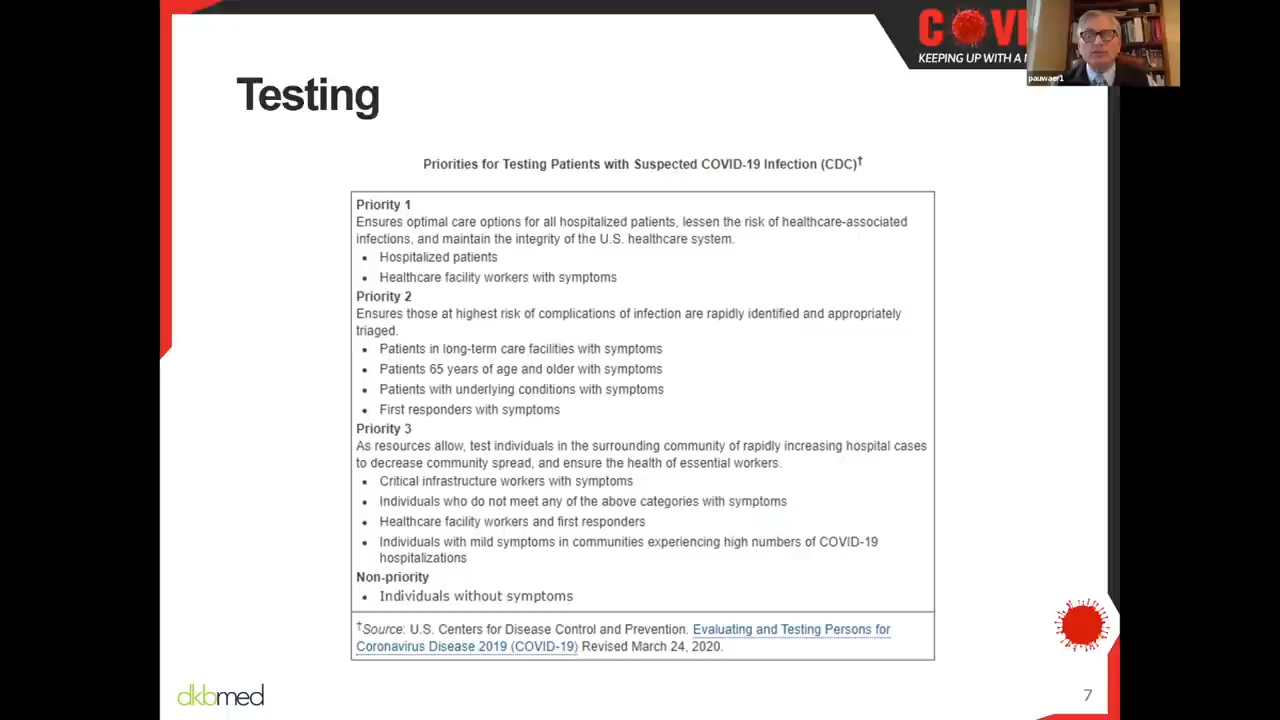 COVI
KEEPING UP WITH A
pauwaer1
Testing
Priorities for Testing Patients with Suspected COVID-19 Infection (CDC)†
Priority 1
Ensures optimal care options for all hospitalized patients, lessen the risk of healthcare-associated
infections, and maintain the integrity of the U.S. healthcare system.
• Hospitalized patients
• Healthcare facility workers with symptoms
Priority 2
Ensures those at highest risk of complications of infection are rapidly identified and appropriately
triaged.
• Patients in long-term care facilities with symptoms
• Patients 65 years of age and older with symptoms
• Patients with underlying conditions with symptoms
• First responders with symptoms
Priority 3
As resources allow, test individuals in the surrounding community of rapidly increasing hospital cases
to decrease community spread, and ensure the health of essential workers.
• Critical infrastructure workers with symptoms
• Individuals who do not meet any of the above categories with symptoms
• Healthcare facility workers and first responders
• Individuals with mild symptoms in communities experiencing high numbers of COVID-19
hospitalizations
Non-priority
• Individuals without symptoms
†Source: U.S. Centers for Disease Control and Prevention. Evaluating and Testing Persons for
Coronavirus Disease 2019 (COVID-19) Revised March 24, 2020.
dkbmed
7